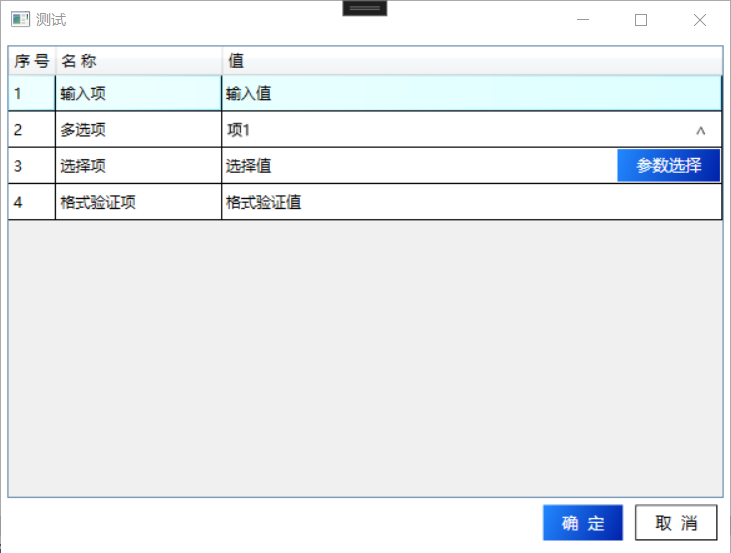 测试
序号 名称 值
1 输入项 输入值
2 多选项 项1
3 选择项 选择值 参数选择
4 格式验证项 格式验证值
确 定 取 消